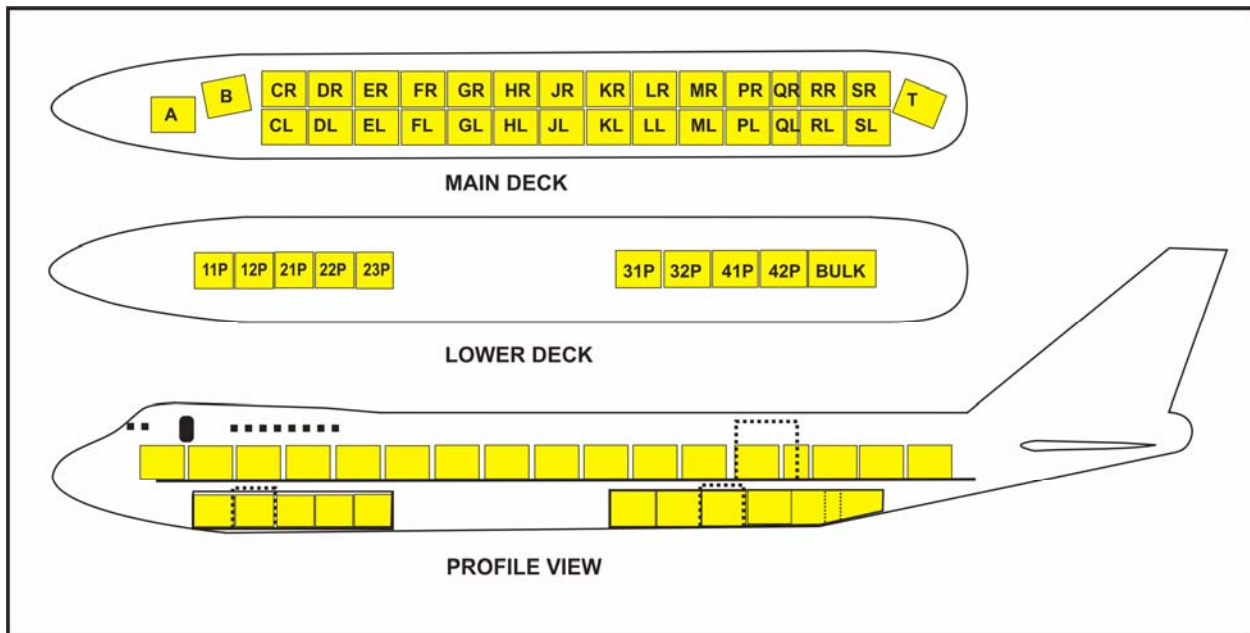 CR DR ER FR GR HR JR KR LR MR PR QR RR SR
A B T
CL DL EL FL GL HL JL KL LL ML PL QL RL SL
MAIN DECK
11P 12P 21P 22P 23P 31P 32P 41P 42P BULK
LOWER DECK
PROFILE VIEW